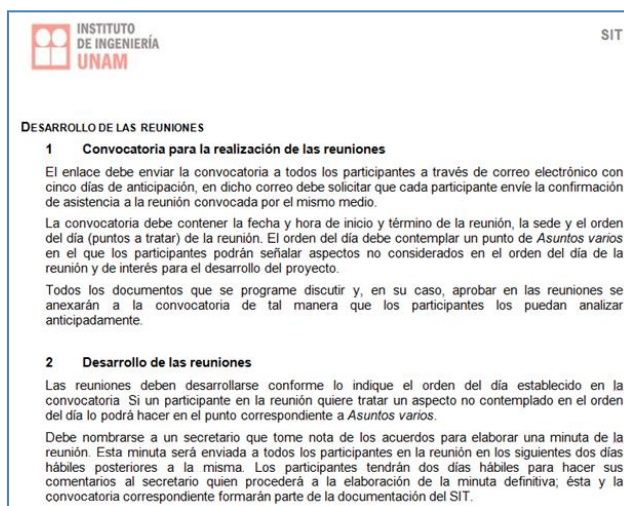 INSTITUTO
DE INGENIERÍA
UNAM
SIT
DESARROLLO DE LAS REUNIONES
1 Convocatoria para la realización de las reuniones
El enlace debe enviar la convocatoria a todos los participantes a través de correo electrónico con
cinco días de anticipación, en dicho correo debe solicitar que cada participante envíe la confirmación
de asistencia a la reunión convocada por el mismo medio.
La convocatoria debe contener la fecha y hora de inicio y término de la reunión, la sede y el orden
del día (puntos a tratar) de la reunión. El orden del día debe contemplar un punto de Asuntos varios
en el que los participantes podrán señalar aspectos no considerados en el orden del día de la
reunión y de interés para el desarrollo del proyecto.
Todos los documentos que se programe discutir y, en su caso, aprobar en las reuniones se
anexarán a la convocatoria de tal manera que los participantes los puedan analizar
anticipadamente.
2 Desarrollo de las reuniones
Las reuniones deben desarrollarse conforme lo indique el orden del día establecido en la
convocatoria. Si un participante en la reunión quiere tratar un aspecto no contemplado en el orden
del día lo podrá hacer en el punto correspondiente a Asuntos varios.
Debe nombrarse a un secretario que tome nota de los acuerdos para elaborar una minuta de la
reunión. Esta minuta será enviada a todos los participantes en la reunión en los siguientes dos días
hábiles posteriores a la misma. Los participantes tendrán dos días hábiles para hacer sus
comentarios al secretario quien procederá a la elaboración de la minuta definitiva; ésta y la
convocatoria correspondiente formarán parte de la documentación del SIT.